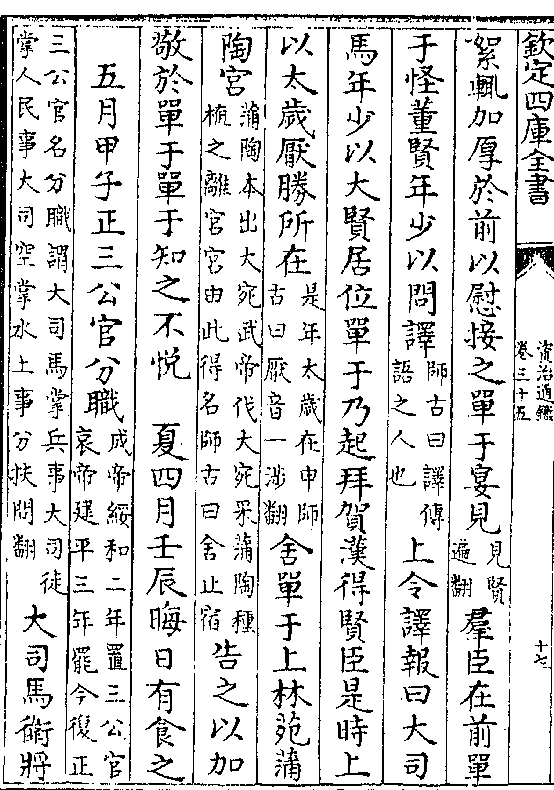 欽定四庫全書
資治通鑑
卷三十五
十七
絮輒加厚於前以慰接之單于宴見見賢遍翻羣臣在前單
于怪董賢年少以問譯師古曰譯傳語之人也上令譯報曰大司
馬年少以大賢居位單于乃起拜賀漢得賢臣是時上
以太歲厭勝所在是年太歲在申師古曰厭音一涉翻舍單于上林苑蒲
陶宮蒲陶本出大宛武帝伐大宛采蒲陶種植之離宮宮由此得名師古曰舍止宿告之以加
敬於單于單于知之不悦　夏四月壬辰晦日有食之
五月甲子正三公官分職成帝綏和二年置三公官哀帝建平三年罷今復正
三公官名分職謂大司馬掌兵事大司徒掌人民事大司空掌水土事分扶問翻大司馬衛將